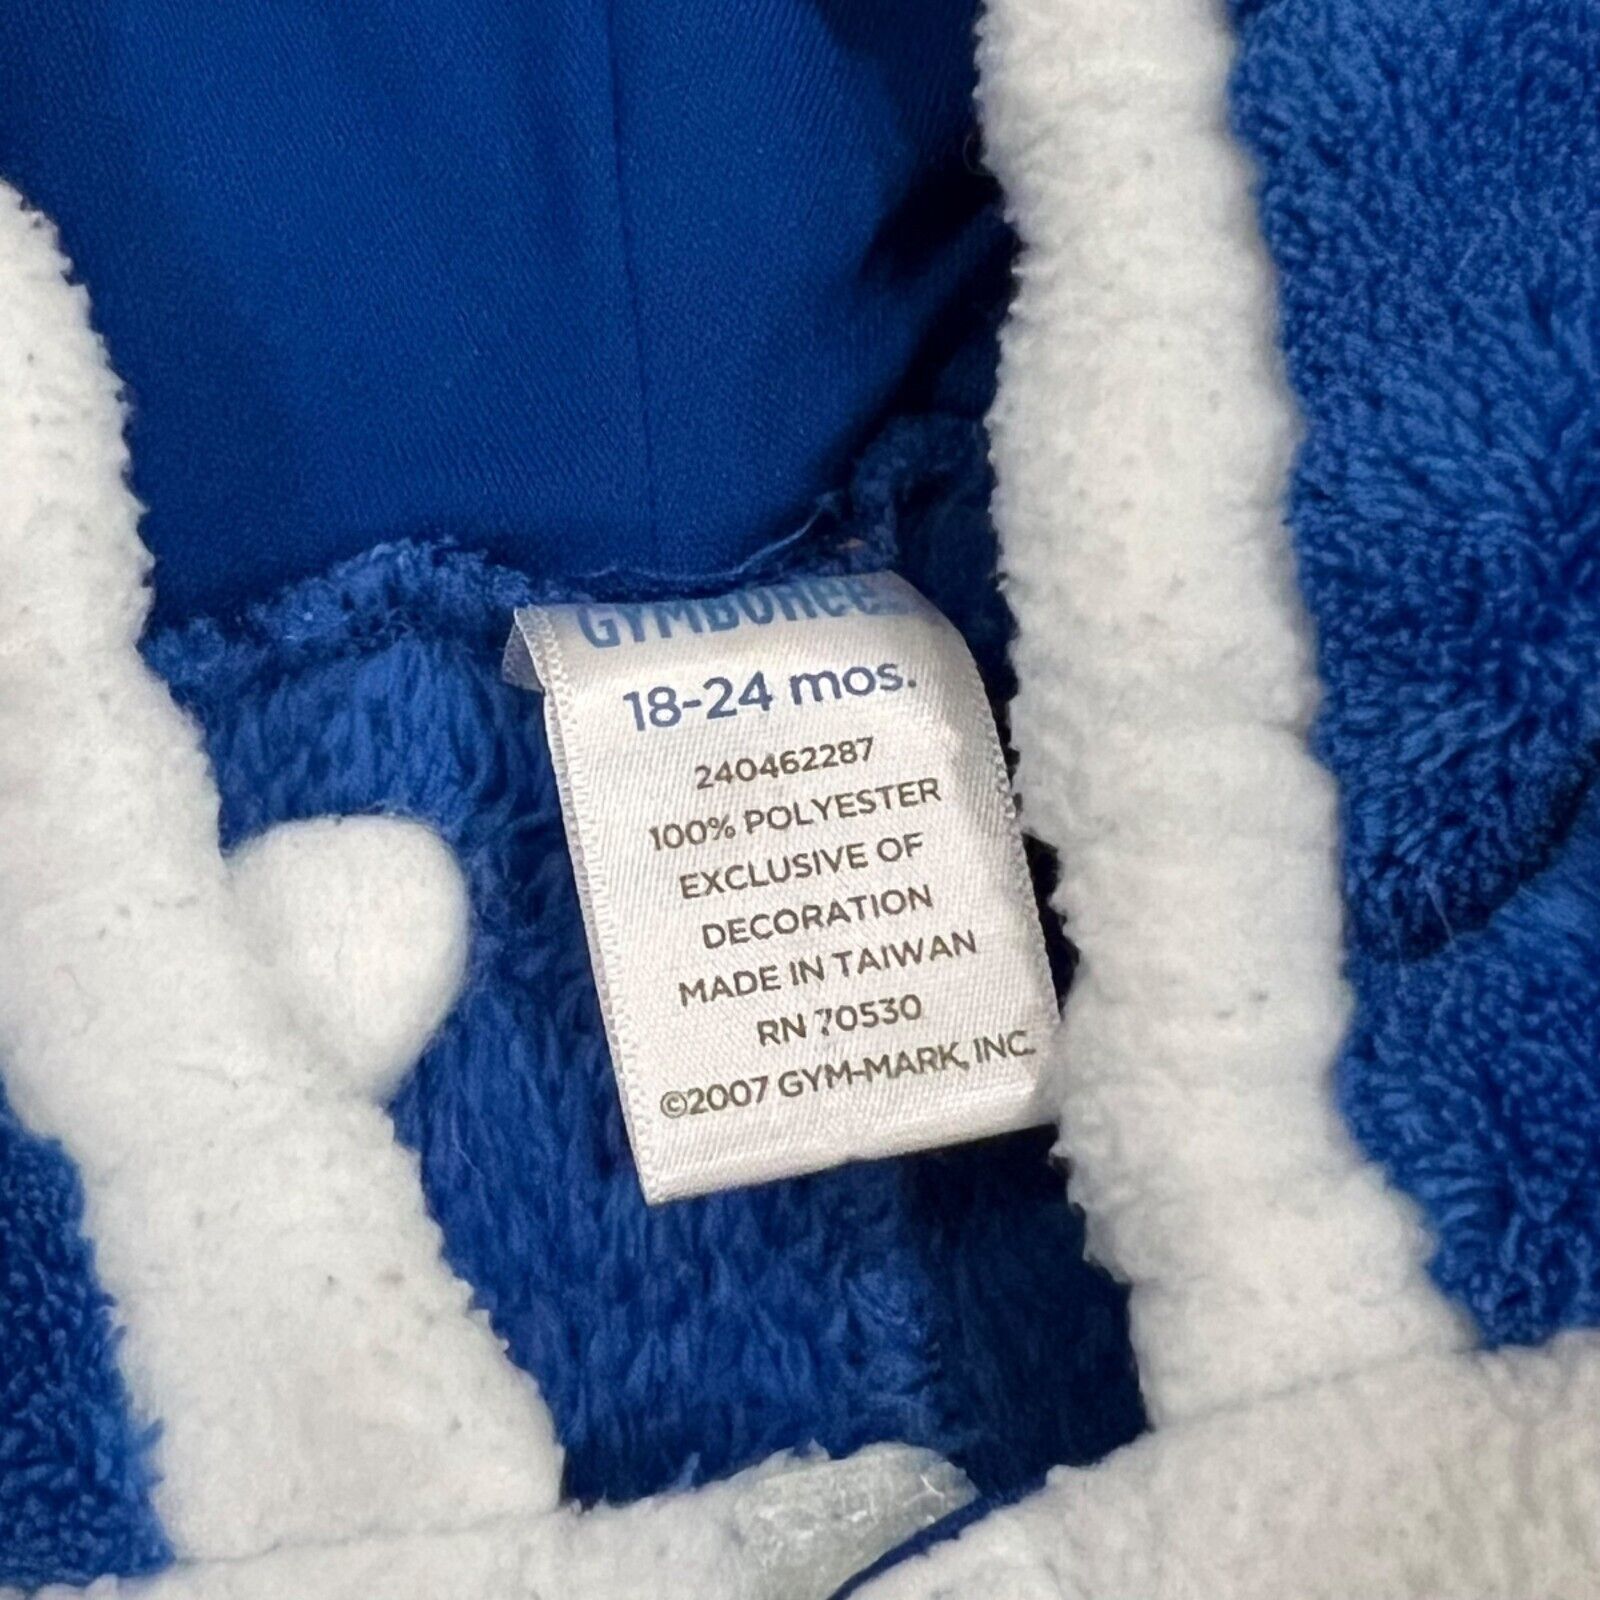 GYMBOREE
18-24 mos.
240462287
100% POLYESTER
EXCLUSIVE OF
DECORATION
MADE IN TAIWAN
RN 70530
©2007 GYM-MARK, INC.